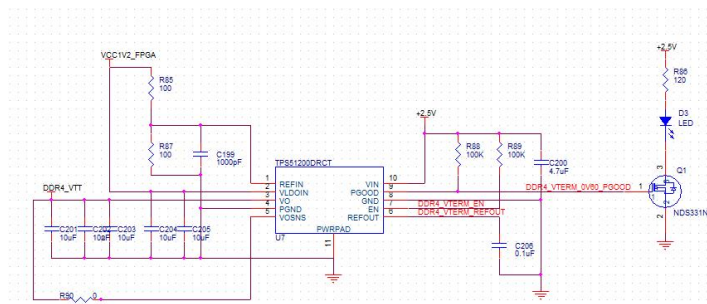 VCC1V2_FPGA
R85
100
R87
100
C199
1000pF
DDR4_VTT
C201
10uF
C202
10uF
C203
10uF
C204
10uF
C205
10uF
R90
0
TPS51200DRCT
1
REFIN
2
VLDOIN
3
VO
4
PGND
5
VOSNS
VIN
10
PGOOD
9
GND
8
EN
7
REFOUT
6
PWRPAD
11
U7
+2.5V
R88
100K
R89
100K
C200
4.7uF
DDR4_VTERM_0V60_PGOOD
DDR4_VTERM_EN
DDR4_VTERM_REFOUT
C206
0.1uF
+2.5V
R86
120
D3
LED
3
Q1
1
NDS331N
2